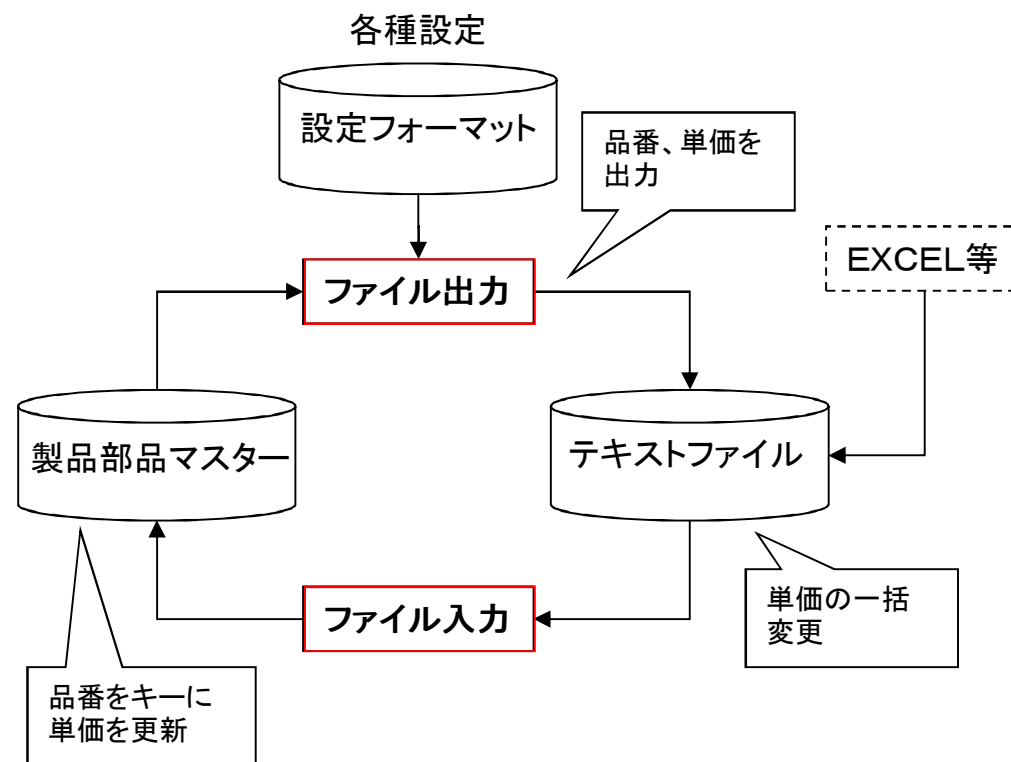 各種設定
設定フォーマット
品番、単価を
出力
EXCEL等
ファイル出力
製品部品マスター
テキストファイル
ファイル入力
単価の一括
変更
品番をキーに
単価を更新